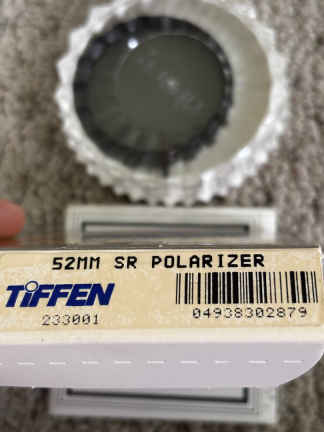 52MM SR POLARIZER
TiFFEN
233001
04938302879